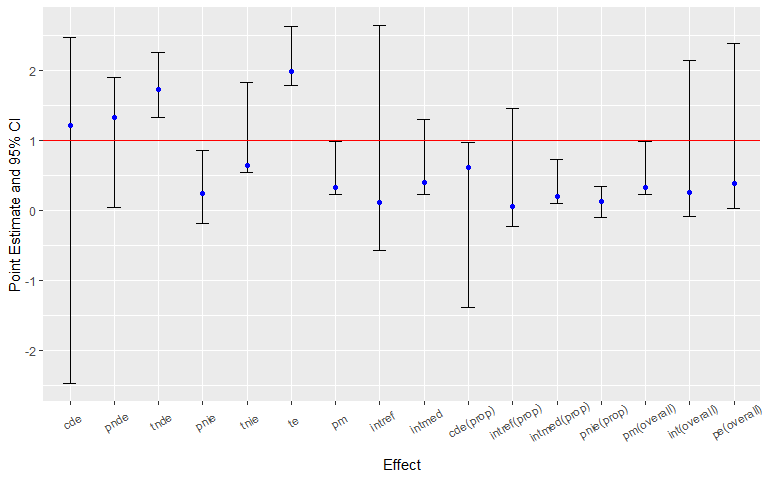 Point Estimate and 95% CI
2
1
0
-1
-2
cde
pnde
tnde
pnie
tnie
te
pm
intref
intmed
cde(prop)
intref(prop)
intmed(prop)
pnie(prop)
pm(overall)
int(overall)
pe(overall)
Effect